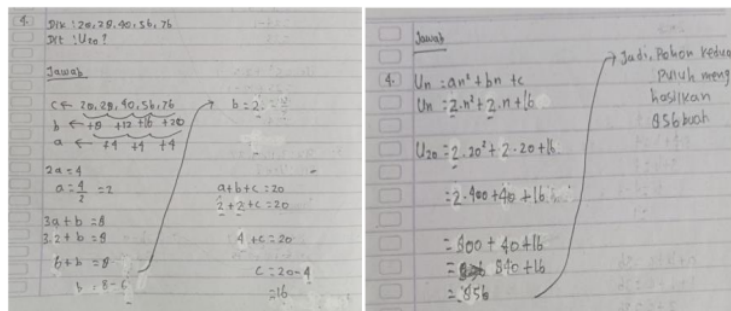 4. Dik : 20, 28, 40, 56, 76
Dit : U20 ?
Jawab
c ← 20, 28, 40, 56, 76
b ← +8 +12 +16 +20
a ← +4 +4 +4
2a = 4
a = 4/2 = 2
3a + b = 8
3.2 + b = 8
6 + b = 8
b = 8 - 6
b = 2
a + b + c = 20
2 + 2 + c = 20
4 + c = 20
c = 20 - 4
= 16
Jawab
4. Un = an² + bn + c
Un = 2.n² + 2.n + 16
U20 = 2.20² + 2.20 + 16
= 2.400 + 40 + 16
= 800 + 40 + 16
= 840 + 16
= 856
→ Jadi, Pohon kedua
puluh meng
hasilkan
856 buah